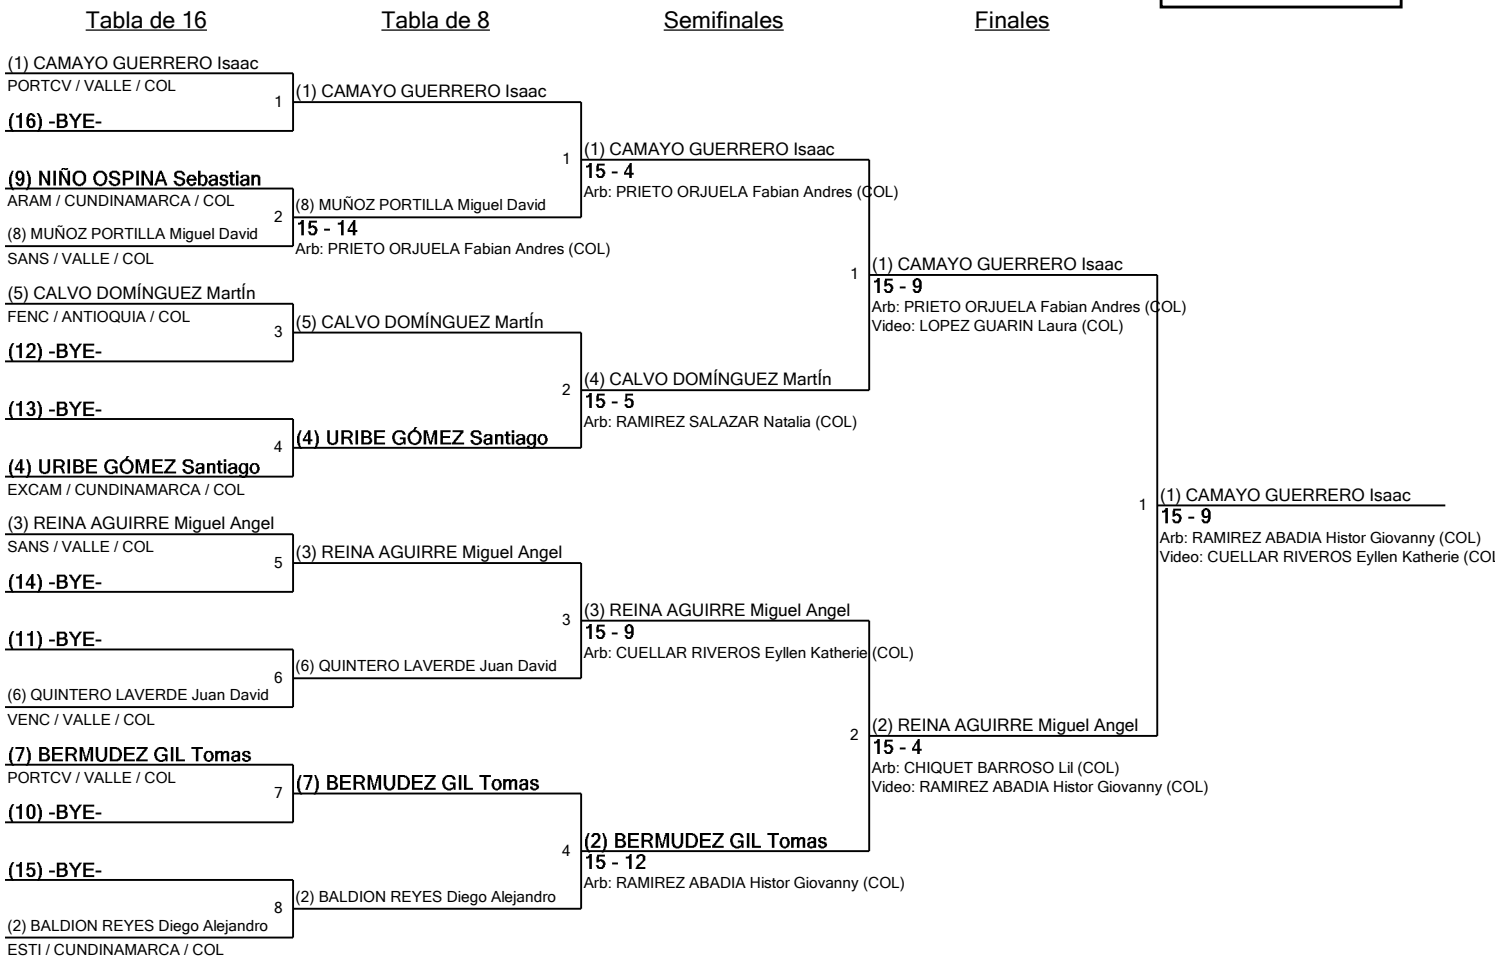 Tabla de 16
Tabla de 8
Semifinales
Finales
(1) CAMAYO GUERRERO Isaac
PORTCV / VALLE / COL
1
(16) -BYE-
(9) NIÑO OSPINA Sebastian
ARAM / CUNDINAMARCA / COL
2
(8) MUÑOZ PORTILLA Miguel David
SANS / VALLE / COL
(5) CALVO DOMÍNGUEZ MartÍn
FENC / ANTIOQUIA / COL
3
(12) -BYE-
(13) -BYE-
4
(4) URIBE GÓMEZ Santiago
EXCAM / CUNDINAMARCA / COL
(3) REINA AGUIRRE Miguel Angel
SANS / VALLE / COL
5
(14) -BYE-
(11) -BYE-
6
(6) QUINTERO LAVERDE Juan David
VENC / VALLE / COL
(7) BERMUDEZ GIL Tomas
PORTCV / VALLE / COL
7
(10) -BYE-
(15) -BYE-
8
(2) BALDION REYES Diego Alejandro
ESTI / CUNDINAMARCA / COL
(1) CAMAYO GUERRERO Isaac
1
(8) MUÑOZ PORTILLA Miguel David
15 - 14
Arb: PRIETO ORJUELA Fabian Andres (COL)
(5) CALVO DOMÍNGUEZ MartÍn
2
(4) URIBE GÓMEZ Santiago
(3) REINA AGUIRRE Miguel Angel
3
(6) QUINTERO LAVERDE Juan David
(7) BERMUDEZ GIL Tomas
4
(2) BALDION REYES Diego Alejandro
(1) CAMAYO GUERRERO Isaac
15 - 4
Arb: PRIETO ORJUELA Fabian Andres (COL)
1
(4) CALVO DOMÍNGUEZ MartÍn
15 - 5
Arb: RAMIREZ SALAZAR Natalia (COL)
(3) REINA AGUIRRE Miguel Angel
15 - 9
Arb: CUELLAR RIVEROS Eyllen Katherie (COL)
2
(2) BERMUDEZ GIL Tomas
15 - 12
Arb: RAMIREZ ABADIA Histor Giovanny (COL)
(1) CAMAYO GUERRERO Isaac
15 - 9
Arb: PRIETO ORJUELA Fabian Andres (COL)
Video: LOPEZ GUARIN Laura (COL)
1
(2) REINA AGUIRRE Miguel Angel
15 - 4
Arb: CHIQUET BARROSO Lil (COL)
Video: RAMIREZ ABADIA Histor Giovanny (COL)
(1) CAMAYO GUERRERO Isaac
15 - 9
Arb: RAMIREZ ABADIA Histor Giovanny (COL)
Video: CUELLAR RIVEROS Eyllen Katherie (COL